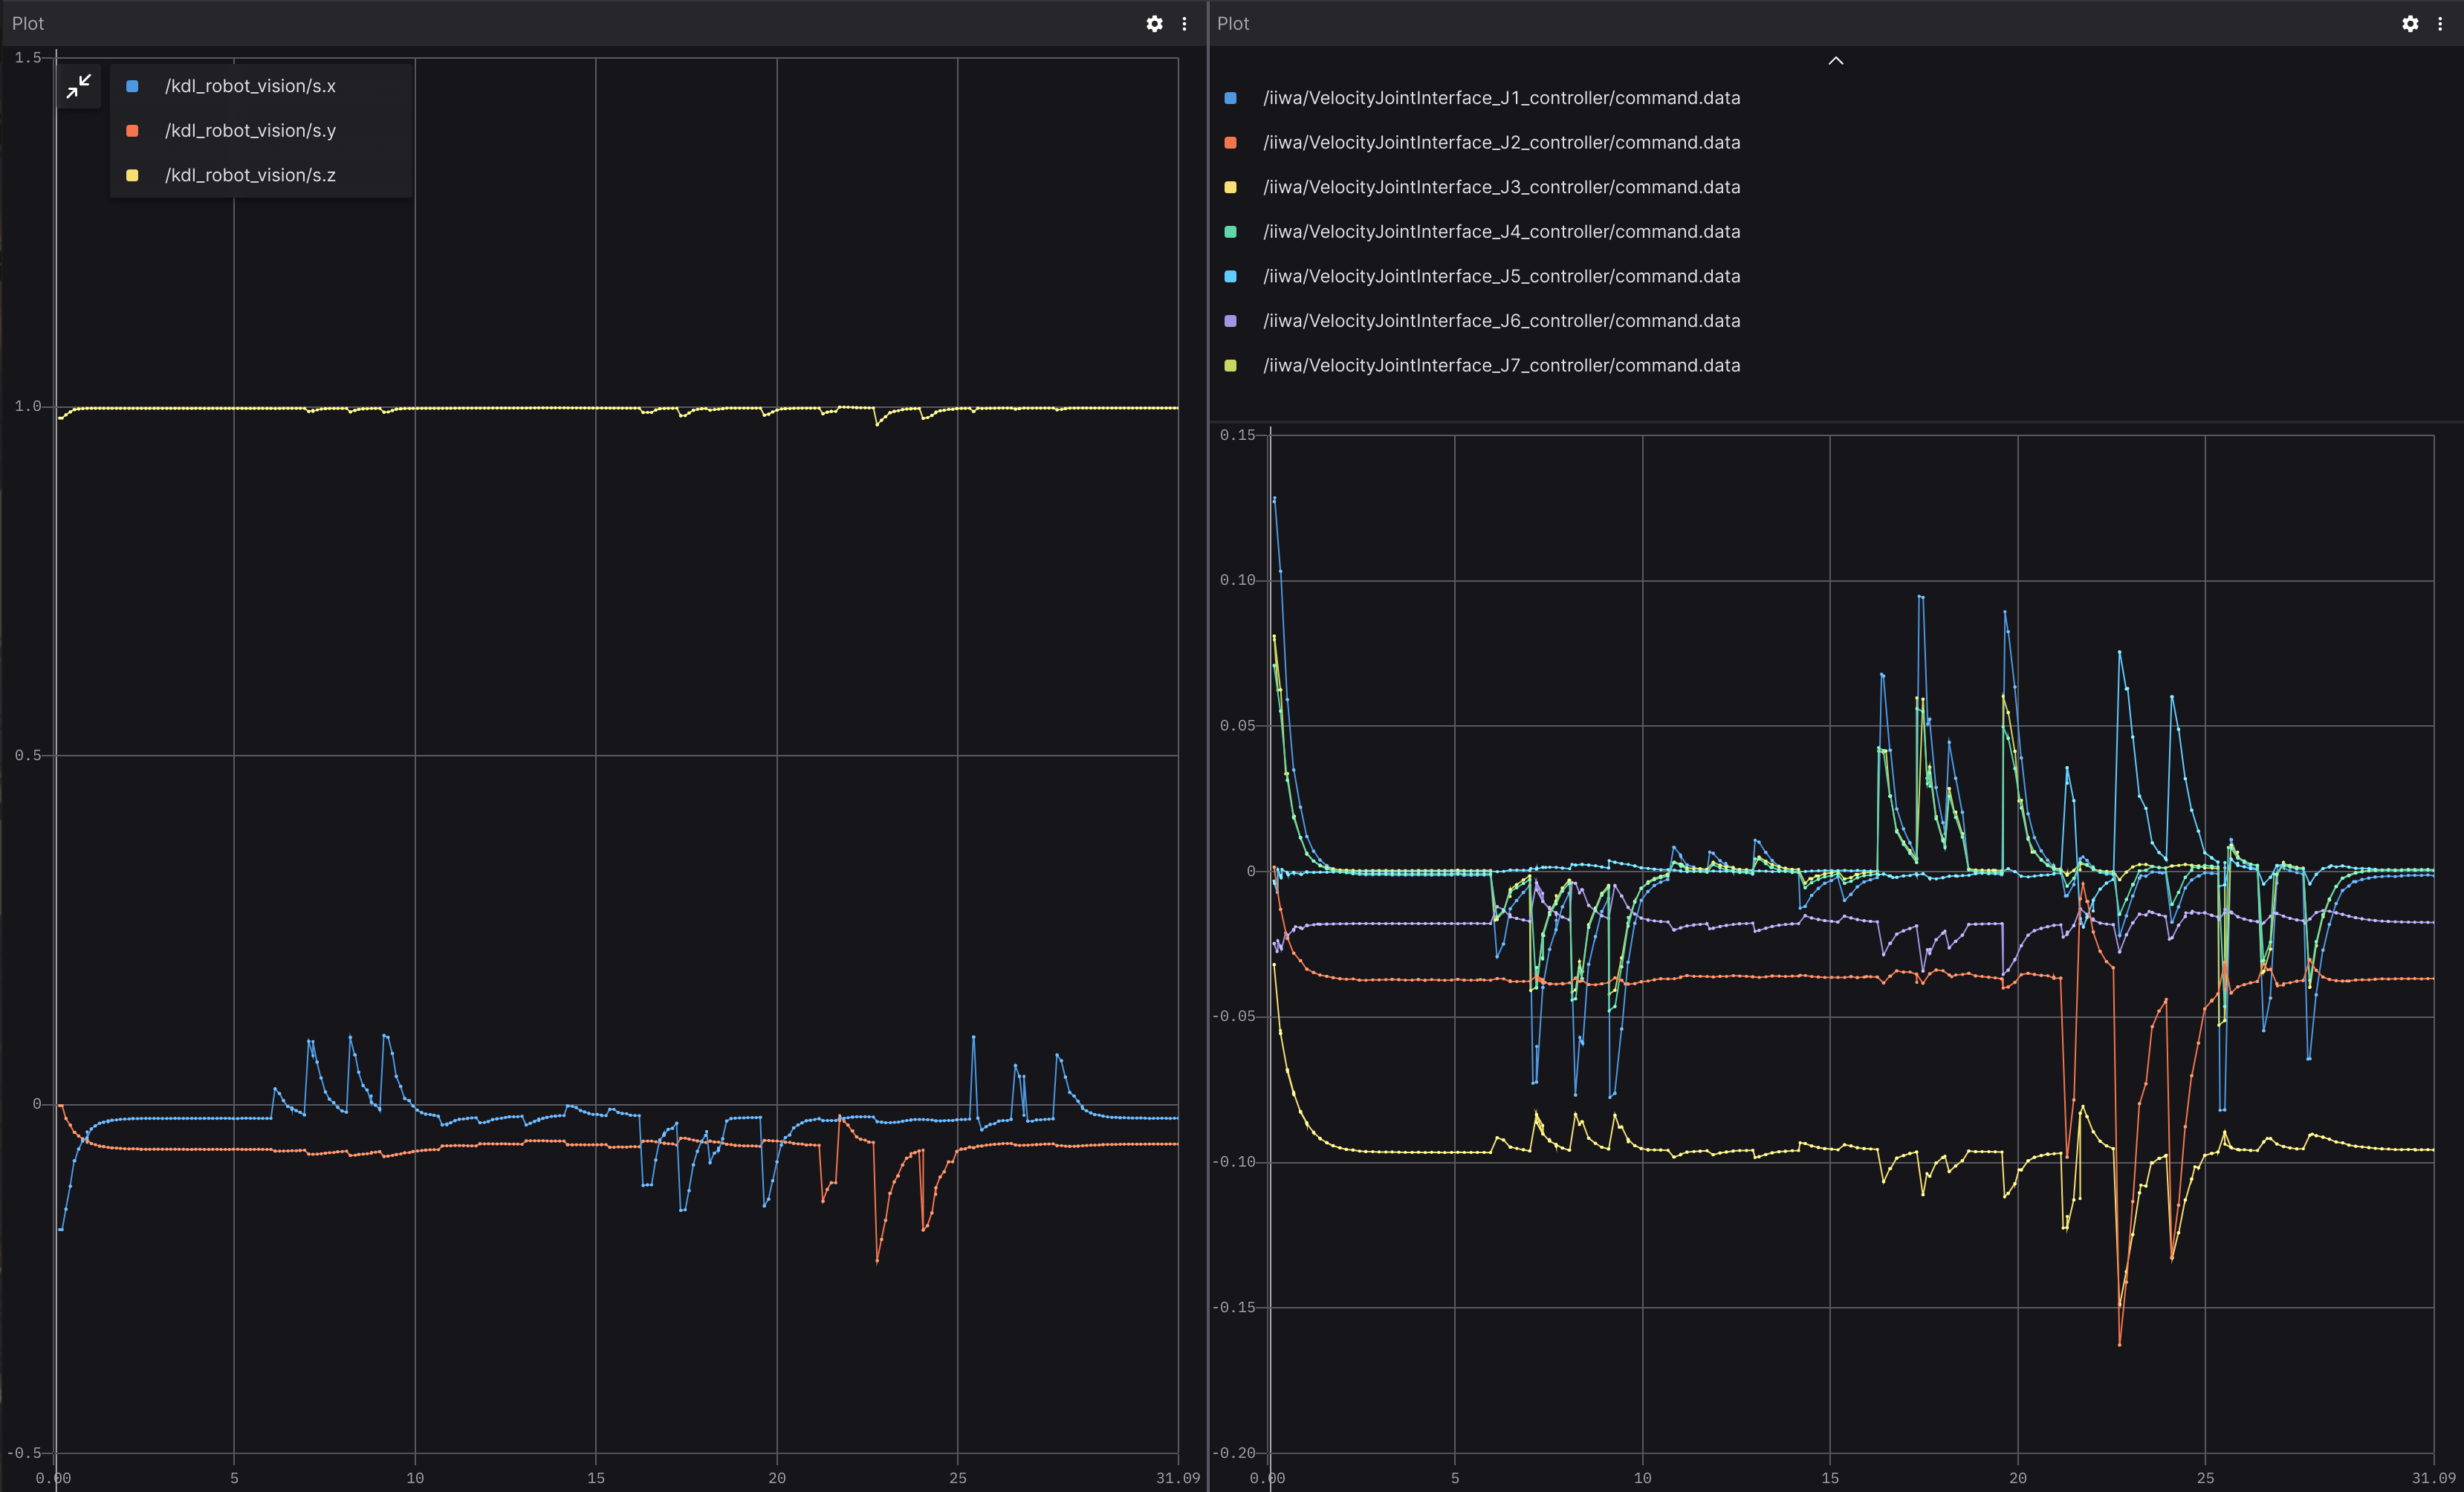 Plot
/kdl_robot_vision/s.x
/kdl_robot_vision/s.y
/kdl_robot_vision/s.z
1.5
1.0
0.5
0
-0.5
0.00 5 10 15 20 25 31.09
Plot
/iiwa/VelocityJointInterface_J1_controller/command.data
/iiwa/VelocityJointInterface_J2_controller/command.data
/iiwa/VelocityJointInterface_J3_controller/command.data
/iiwa/VelocityJointInterface_J4_controller/command.data
/iiwa/VelocityJointInterface_J5_controller/command.data
/iiwa/VelocityJointInterface_J6_controller/command.data
/iiwa/VelocityJointInterface_J7_controller/command.data
0.15
0.10
0.05
0
-0.05
-0.10
-0.15
-0.20
0.00 5 10 15 20 25 31.09